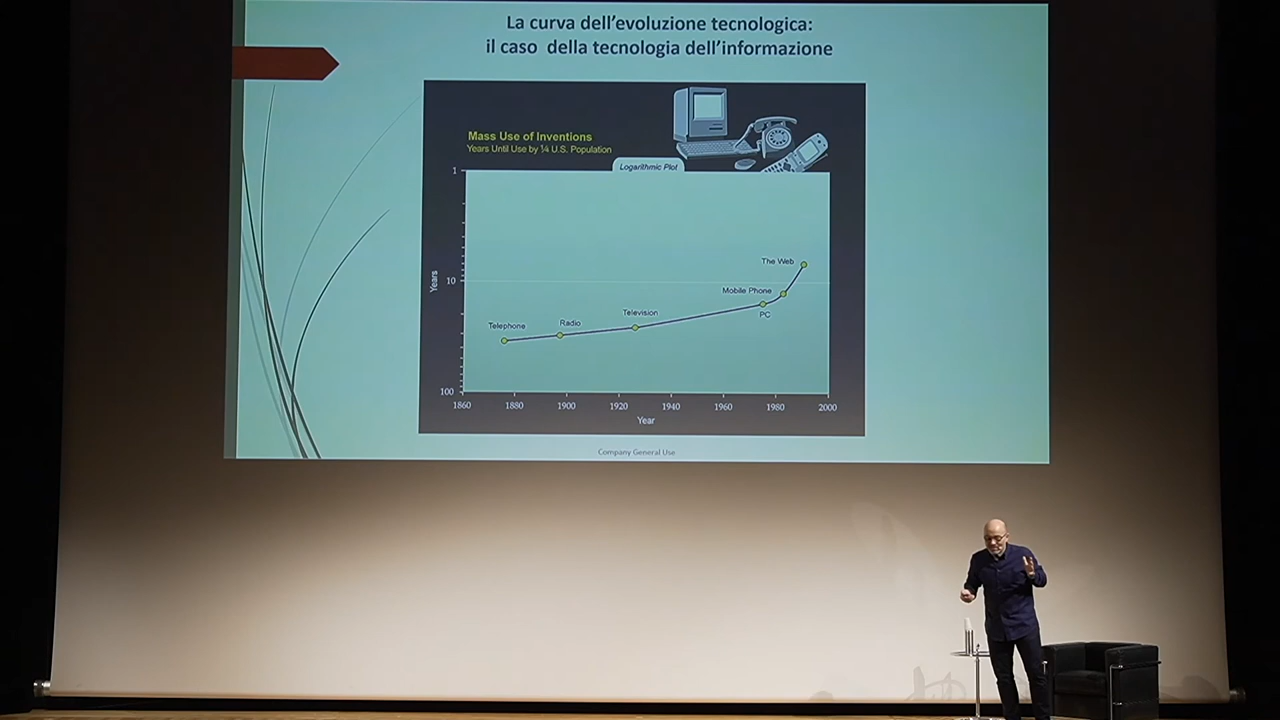 La curva dell'evoluzione tecnologica:
il caso della tecnologia dell'informazione
Mass Use of Inventions
Years Until Use by ¼ U.S. Population
Logarithmic Plot
1
10
100
Years
The Web
Mobile Phone
PC
Television
Radio
Telephone
1860 1880 1900 1920 1940 1960 1980 2000
Year
Company General Use